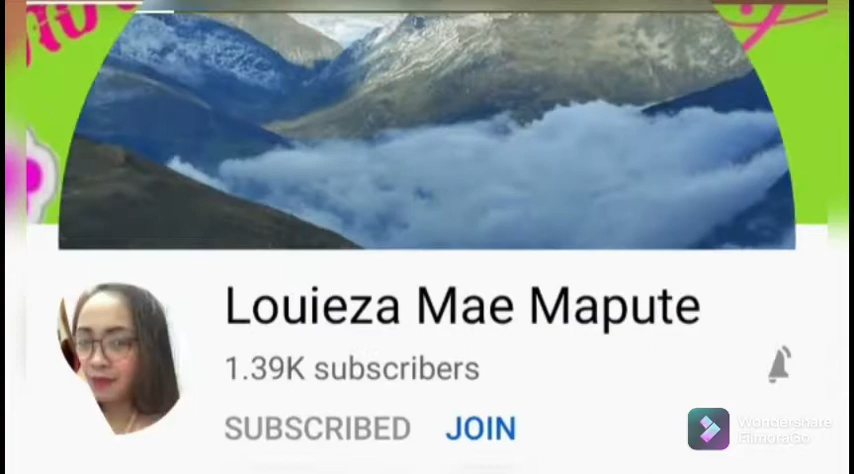 Louieza Mae Mapute
1.39K subscribers
SUBSCRIBED JOIN
Wondershare
FilmoraGo